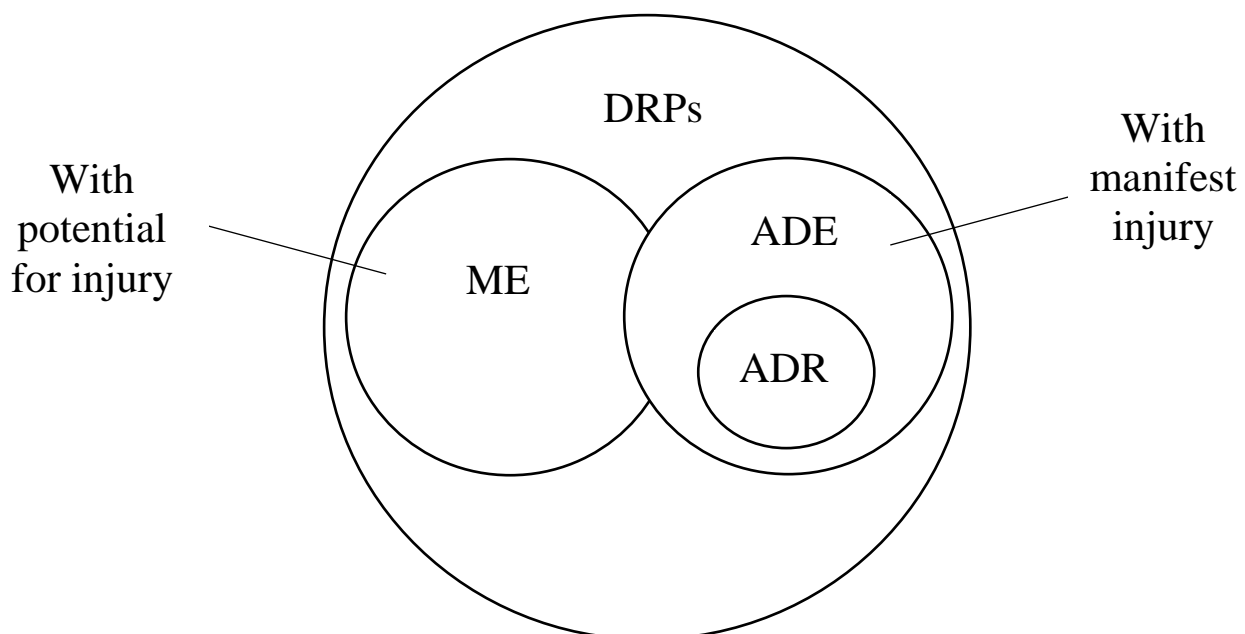 DRPs
With
potential
for injury
ME
ADE
ADR
With
manifest
injury